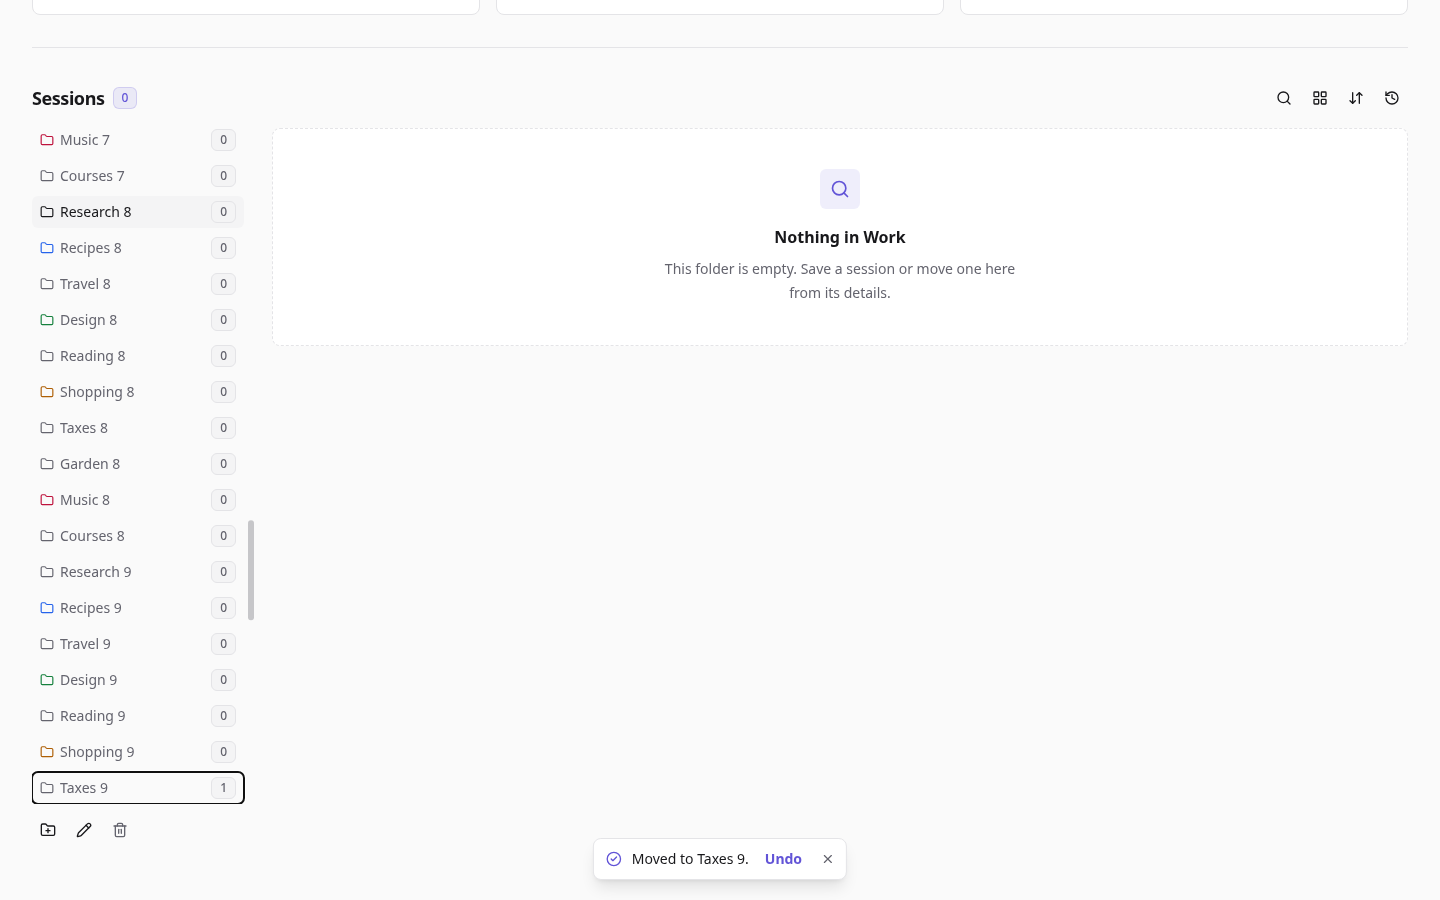 Sessions 0
Music 7 0
Courses 7 0
Research 8 0
Recipes 8 0
Travel 8 0
Design 8 0
Reading 8 0
Shopping 8 0
Taxes 8 0
Garden 8 0
Music 8 0
Courses 8 0
Research 9 0
Recipes 9 0
Travel 9 0
Design 9 0
Reading 9 0
Shopping 9 0
Taxes 9 1
Nothing in Work
This folder is empty. Save a session or move one here
from its details.
Moved to Taxes 9. Undo